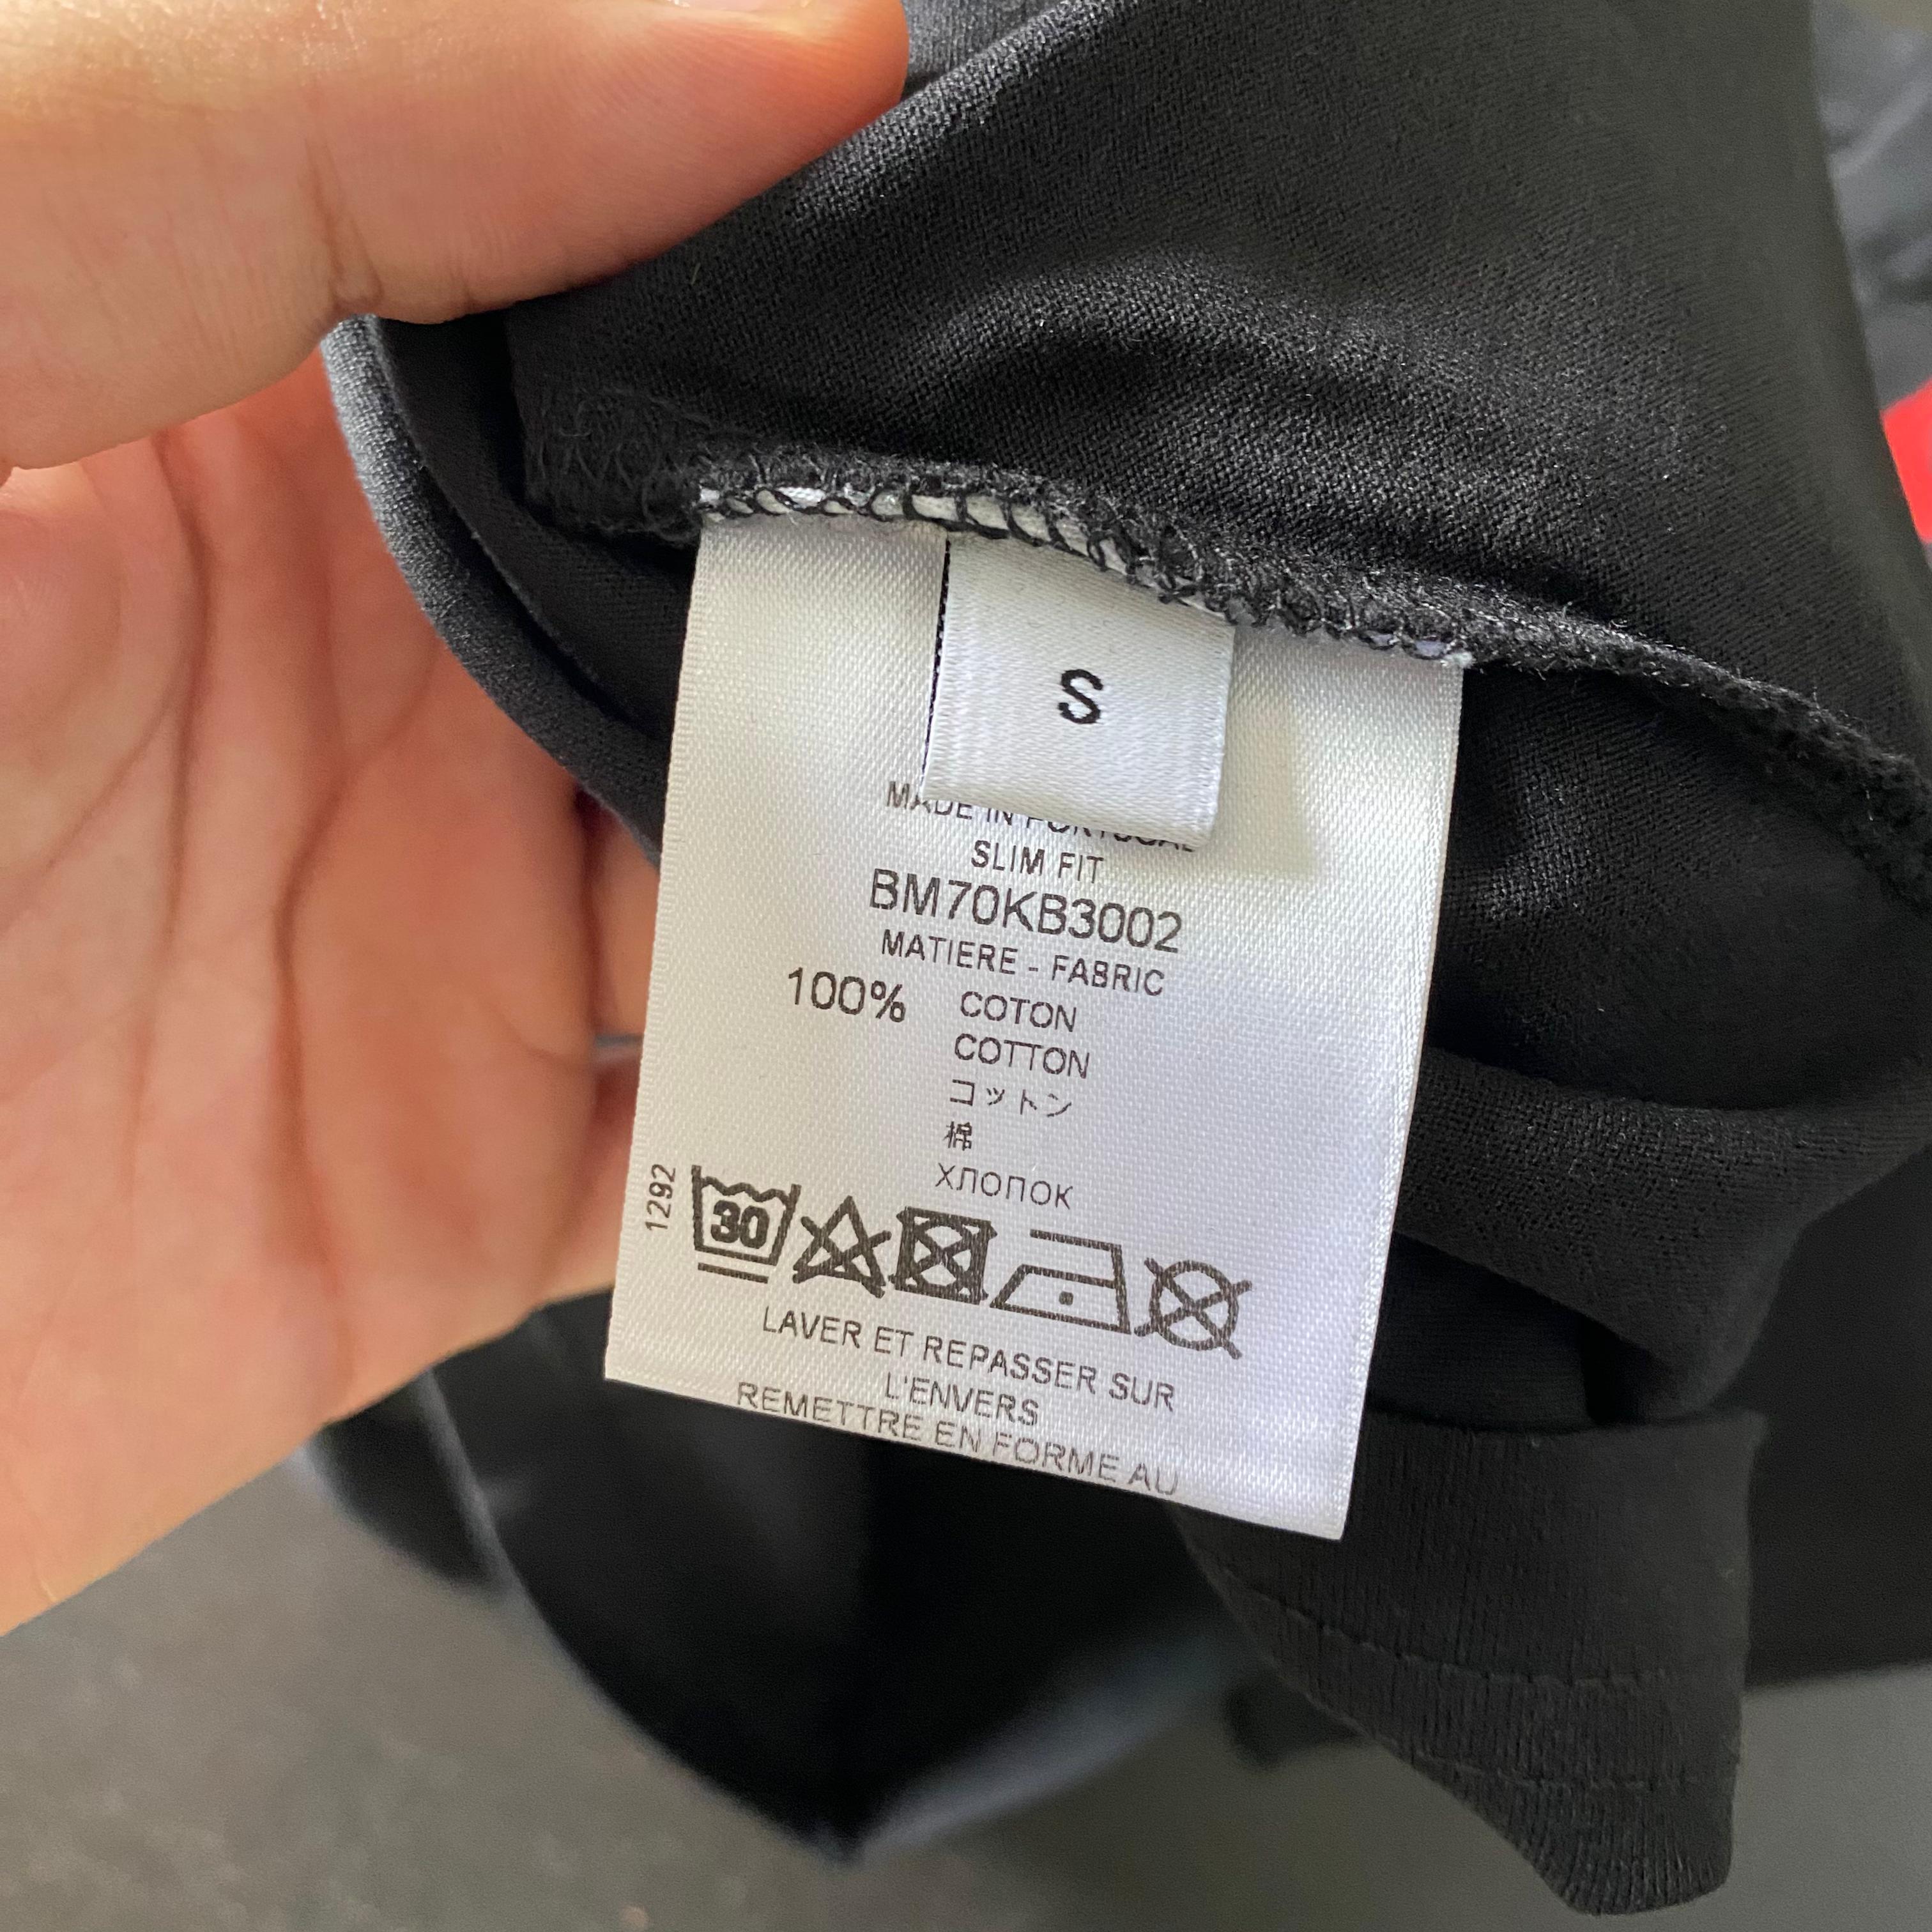 S
MADE IN PORTUGAL
SLIM FIT
BM70KB3002
MATIERE - FABRIC
100% COTON
COTTON
コットン
棉
ХЛОПОК
1292
30
LAVER ET REPASSER SUR
L'ENVERS
REMETTRE EN FORME AU